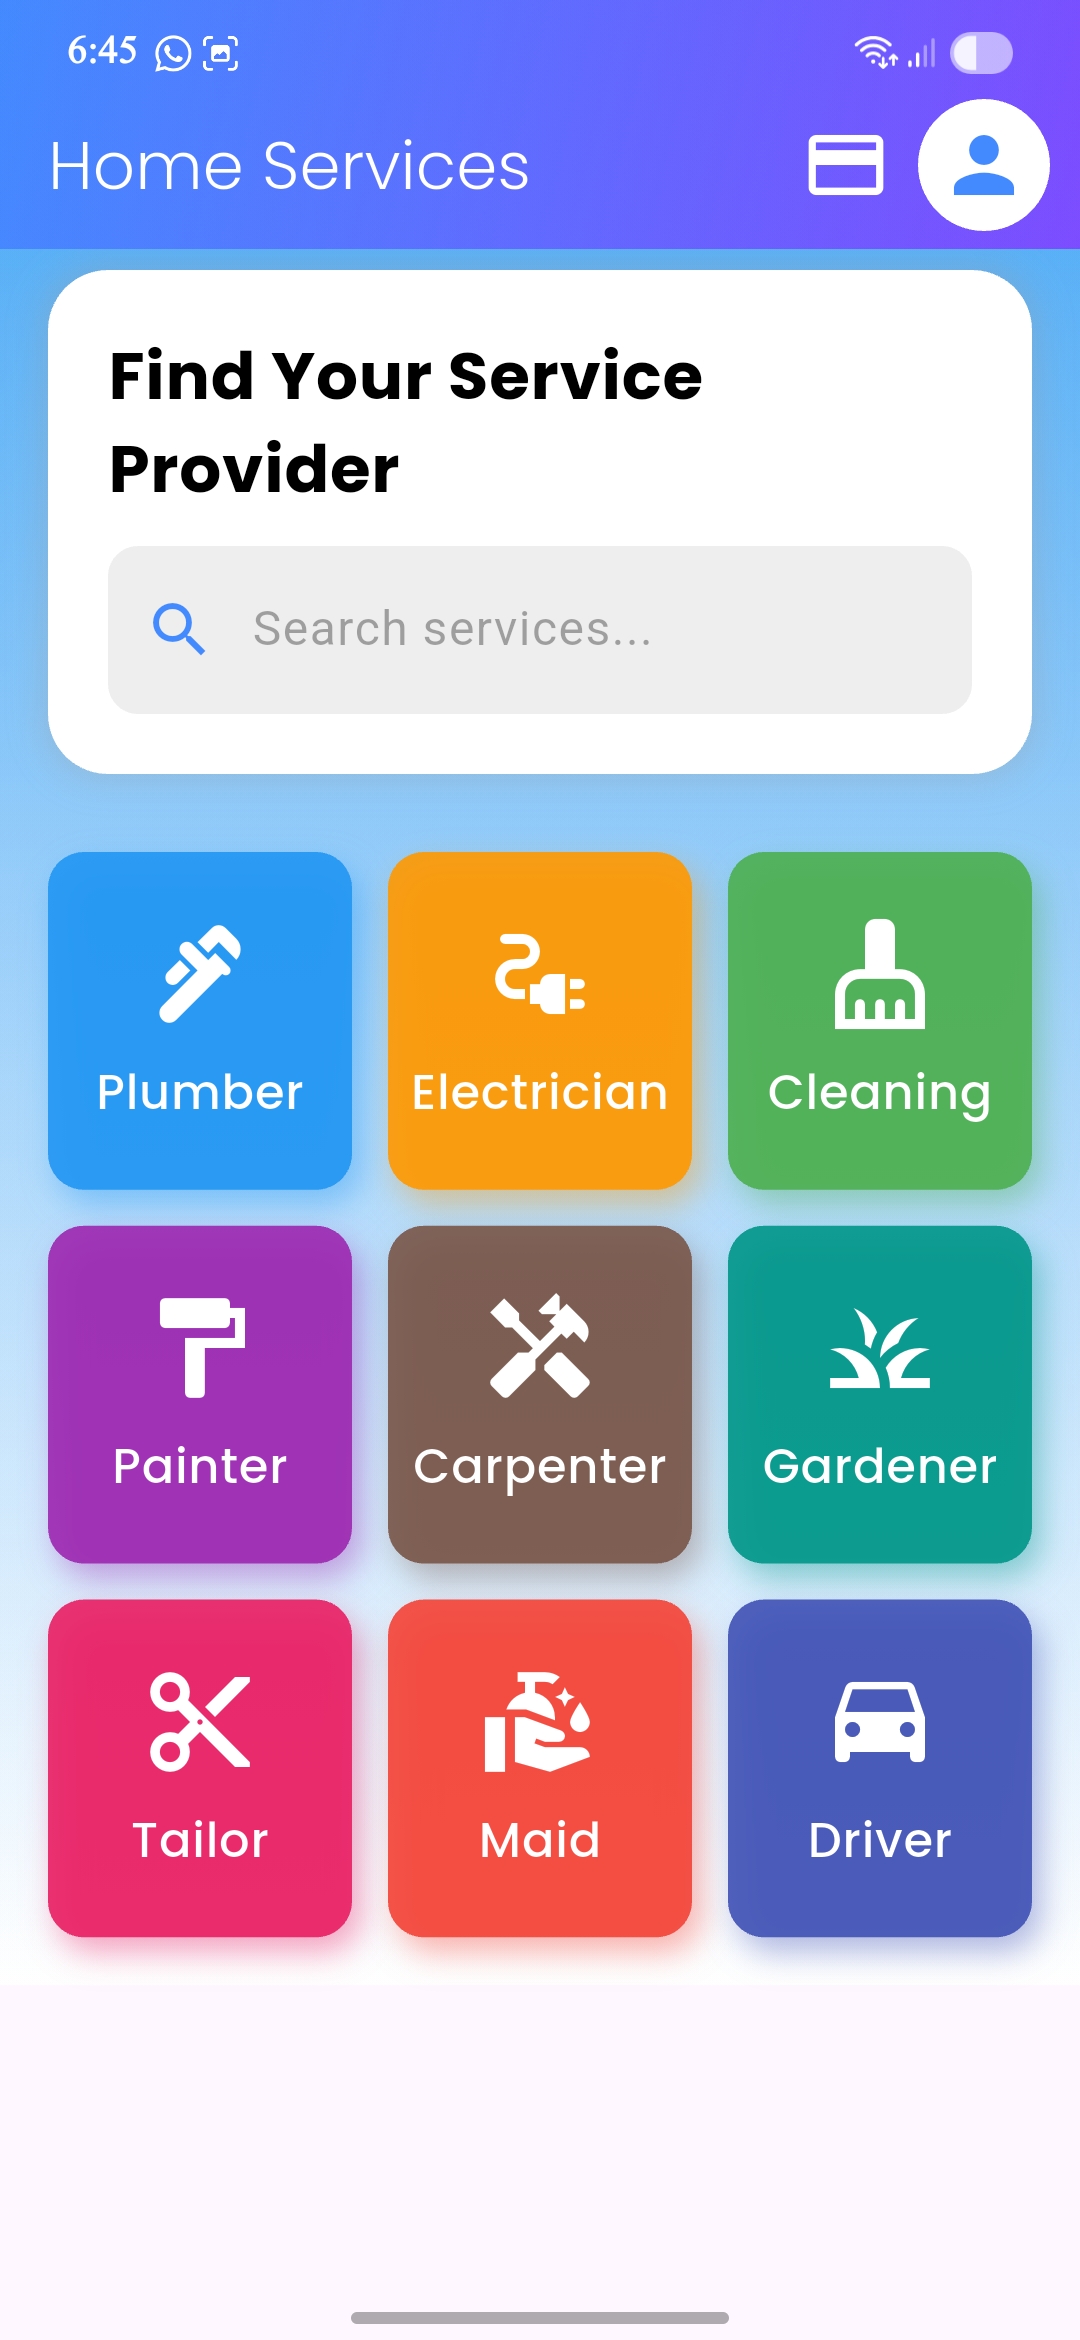 6:45
Home Services
Find Your Service
Provider
Search services...
Plumber
Electrician
Cleaning
Painter
Carpenter
Gardener
Tailor
Maid
Driver